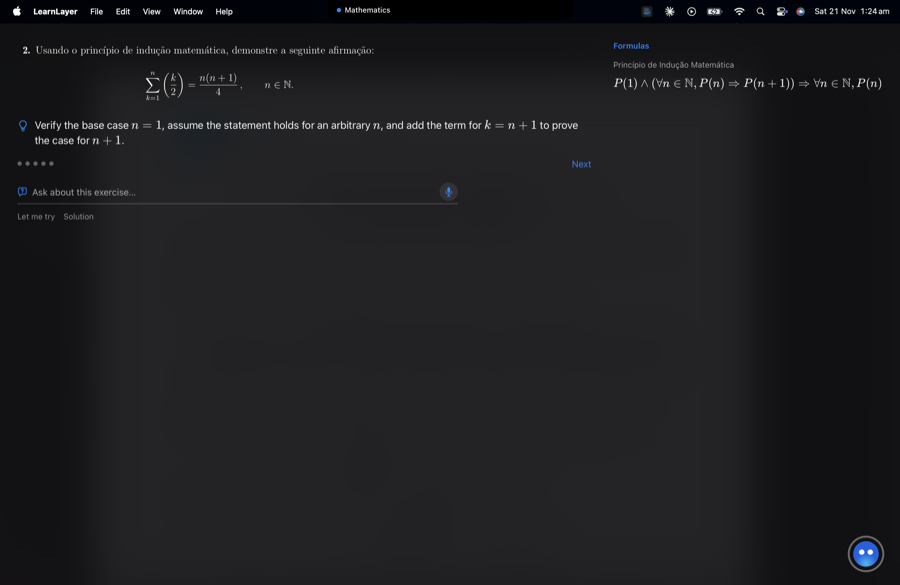 LearnLayer File Edit View Window Help
Mathematics
Sat 21 Nov 1:24 am
2. Usando o princípio de indução matemática, demonstre a seguinte afirmação:
∑_{k=1}^{n} (k/2) = n(n+1)/4, n ∈ ℕ.
Verify the base case n = 1, assume the statement holds for an arbitrary n, and add the term for k = n + 1 to prove
the case for n + 1.
Next
Ask about this exercise...
Let me try Solution
Formulas
Princípio de Indução Matemática
P(1) ∧ (∀n ∈ ℕ, P(n) ⇒ P(n + 1)) ⇒ ∀n ∈ ℕ, P(n)